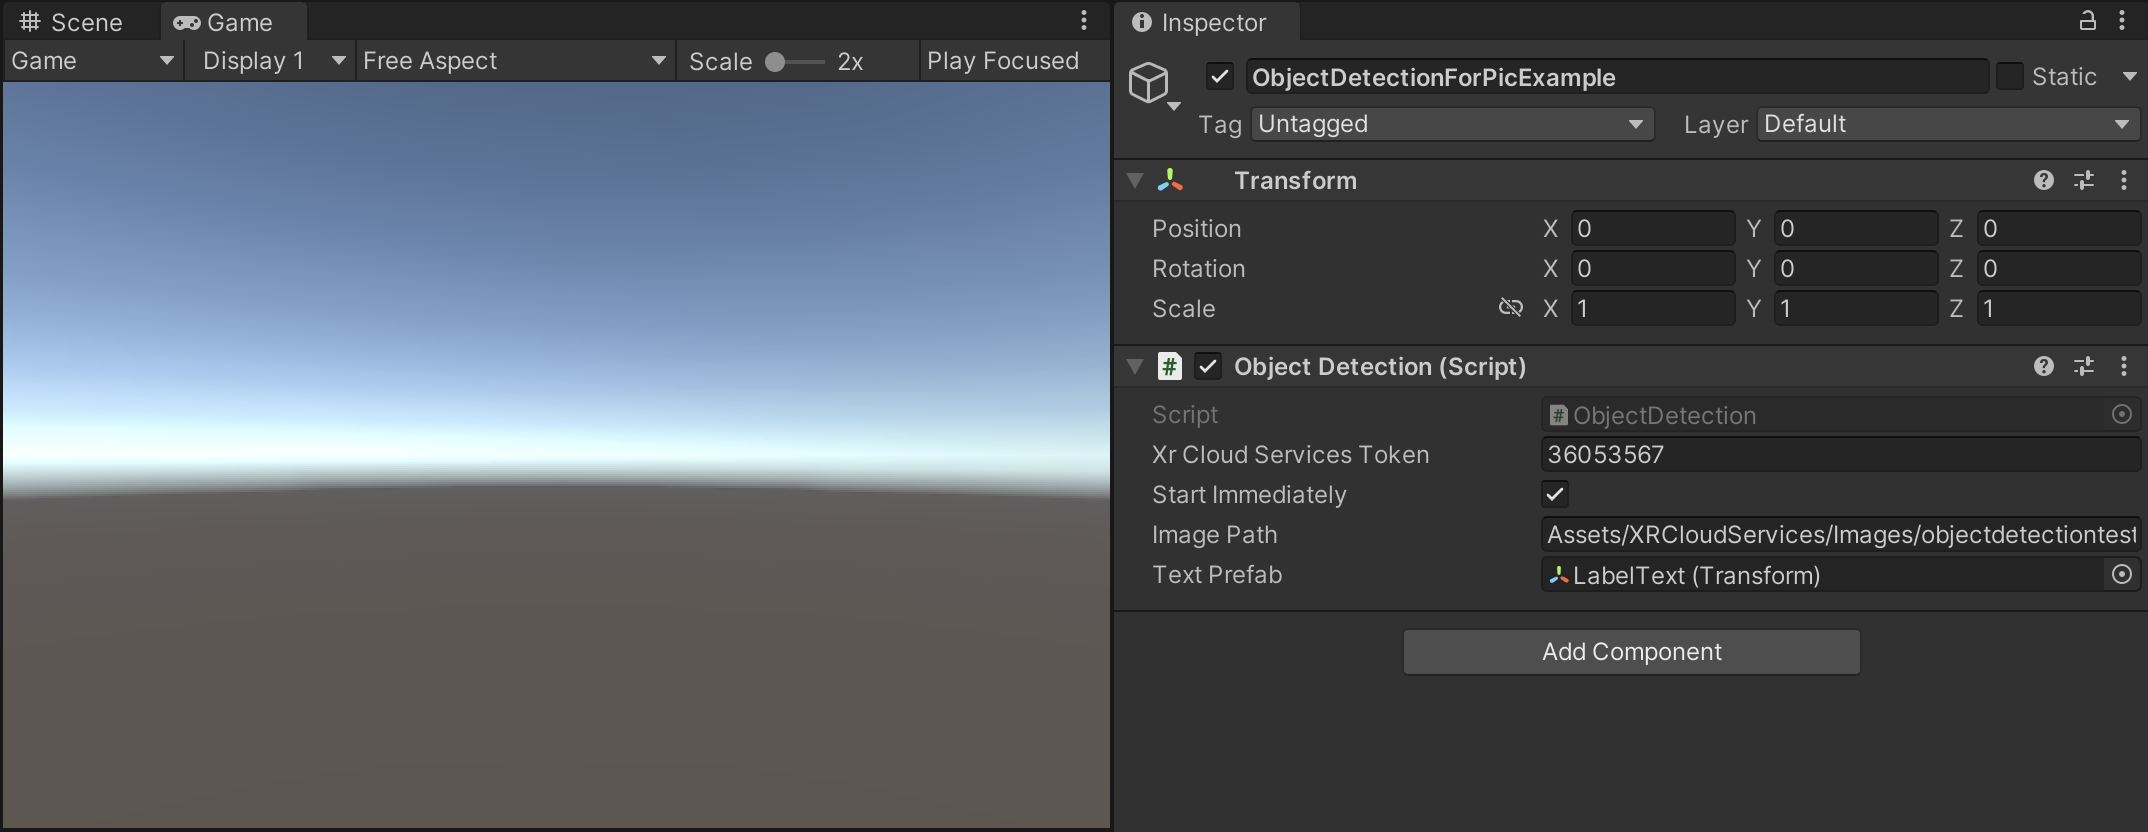 Scene Game
Game Display 1 Free Aspect Scale 2x Play Focused
Inspector
ObjectDetectionForPicExample Static
Tag Untagged Layer Default
Transform
Position X 0 Y 0 Z 0
Rotation X 0 Y 0 Z 0
Scale X 1 Y 1 Z 1
# Object Detection (Script)
Script # ObjectDetection
Xr Cloud Services Token 36053567
Start Immediately
Image Path Assets/XRCloudServices/Images/objectdetectiontest
Text Prefab LabelText (Transform)
Add Component